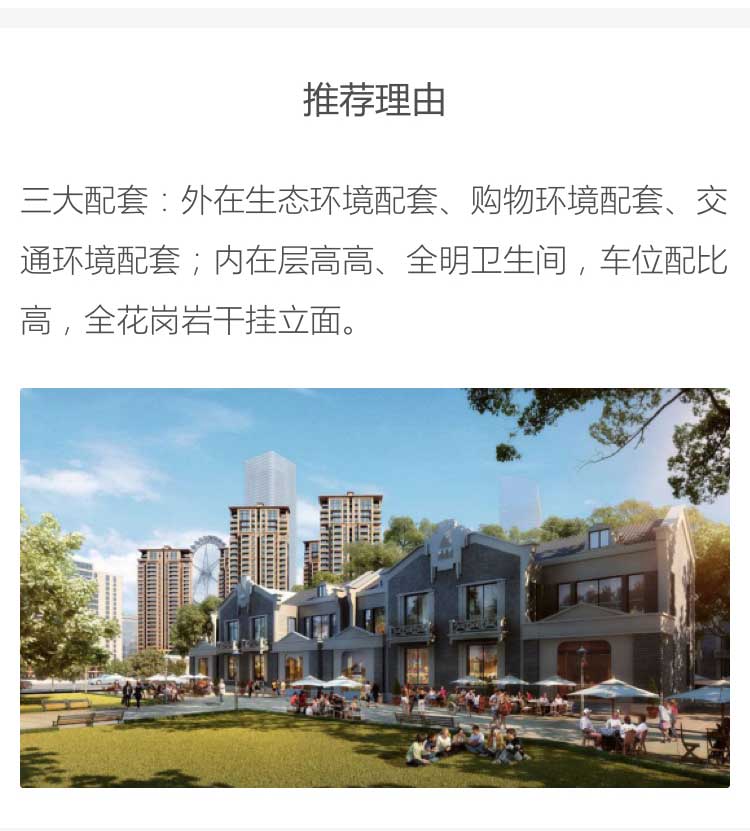 推荐理由
三大配套：外在生态环境配套、购物环境配套、交
通环境配套；内在层高高、全明卫生间，车位配比
高，全花岗岩干挂立面。